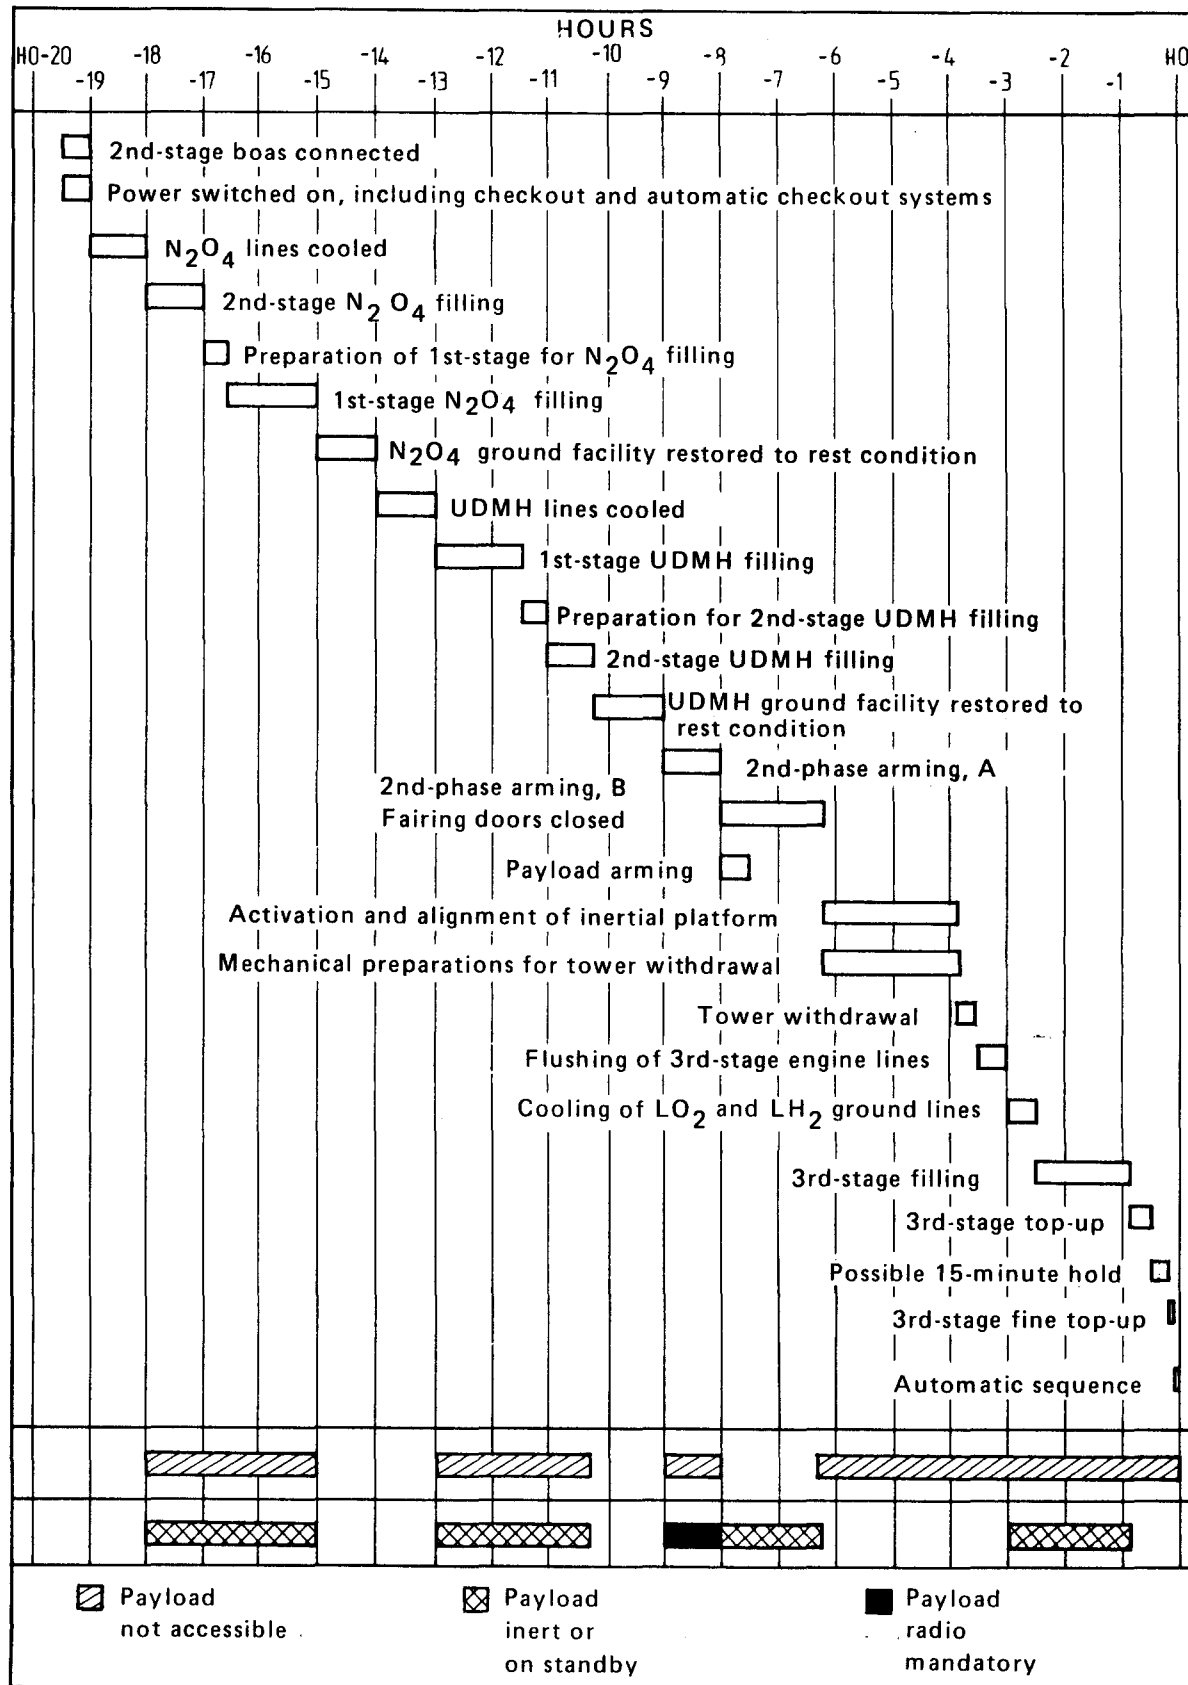 HOURS
HO-20 -18 -16 -14 -12 -10 -8 -6 -4 -2 HO
-19 -17 -15 -13 -11 -9 -7 -5 -3 -1
2nd-stage boas connected
Power switched on, including checkout and automatic checkout systems
N2O4 lines cooled
2nd-stage N2O4 filling
Preparation of 1st-stage for N2O4 filling
1st-stage N2O4 filling
N2O4 ground facility restored to rest condition
UDMH lines cooled
1st-stage UDMH filling
Preparation for 2nd-stage UDMH filling
2nd-stage UDMH filling
UDMH ground facility restored to
rest condition
2nd-phase arming, A
2nd-phase arming, B
Fairing doors closed
Payload arming
Activation and alignment of inertial platform
Mechanical preparations for tower withdrawal
Tower withdrawal
Flushing of 3rd-stage engine lines
Cooling of LO2 and LH2 ground lines
3rd-stage filling
3rd-stage top-up
Possible 15-minute hold
3rd-stage fine top-up
Automatic sequence
Payload
not accessible
Payload
inert or
on standby
Payload
radio
mandatory